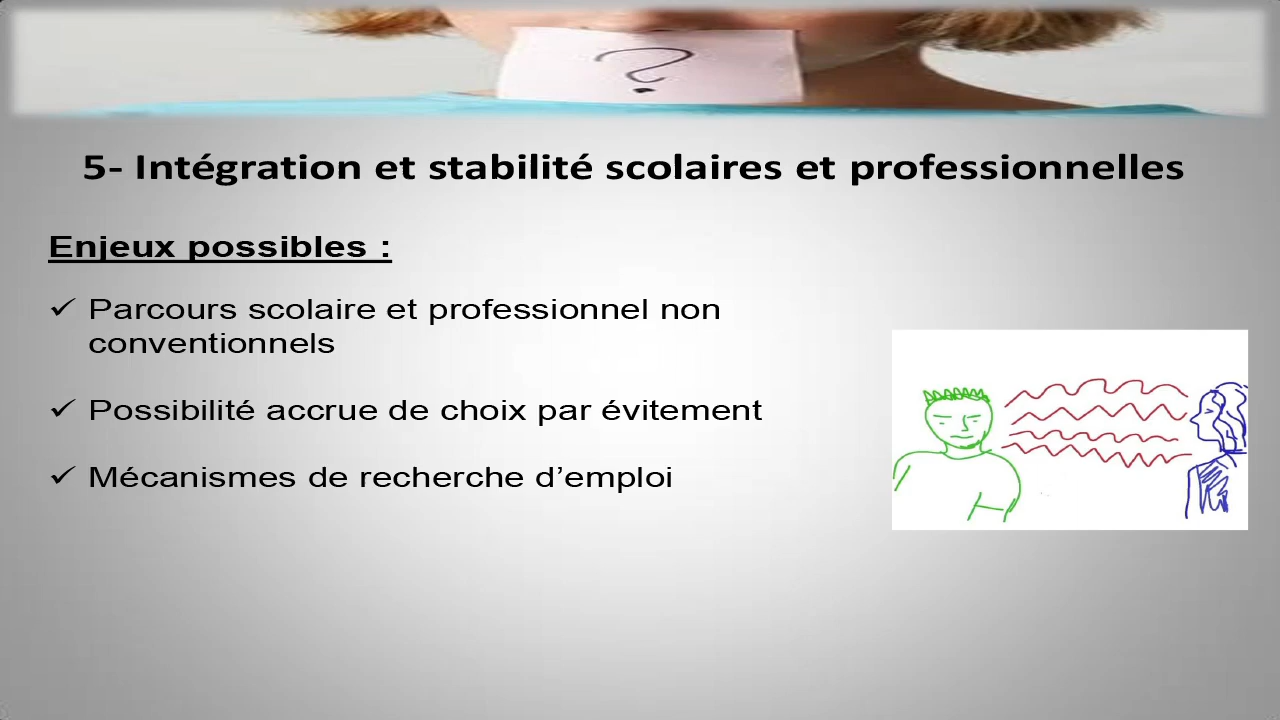 ?
5- Intégration et stabilité scolaires et professionnelles
Enjeux possibles :
✓ Parcours scolaire et professionnel non
conventionnels
✓ Possibilité accrue de choix par évitement
✓ Mécanismes de recherche d’emploi